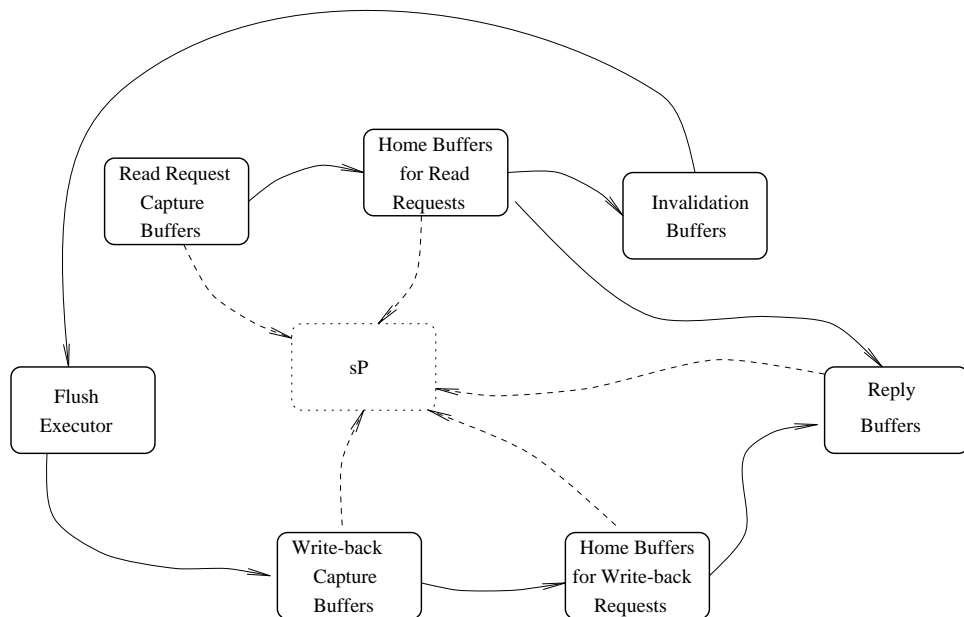 Home Buffers
for Read
Requests
Read Request
Capture
Buffers
Invalidation
Buffers
sP
Flush
Executor
Reply
Buffers
Write-back
Capture
Buffers
Home Buffers
for Write-back
Requests